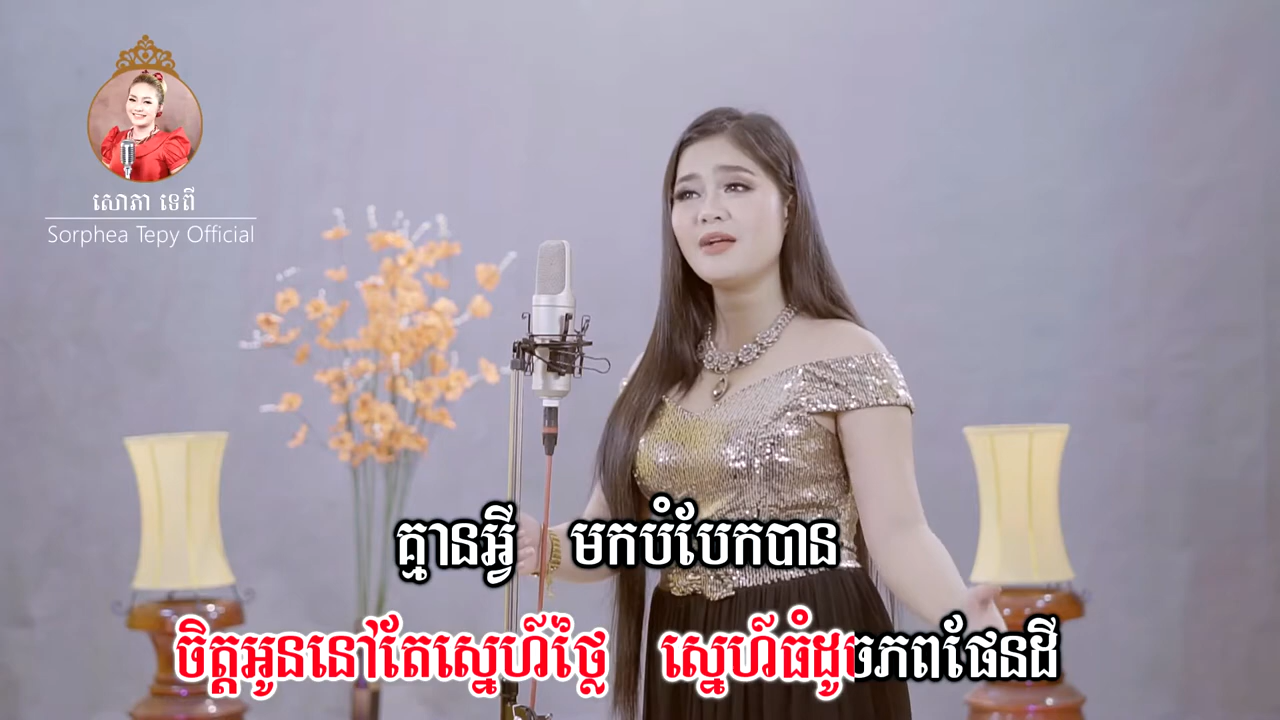 សោភា ទេពី
Sorphea Tepy Official
គ្មានអ្វី មកបំបែកបាន
ចិត្តអូននៅតែស្នេហ៍ថ្លៃ ស្នេហ៍ធំដូចភពផែនដី